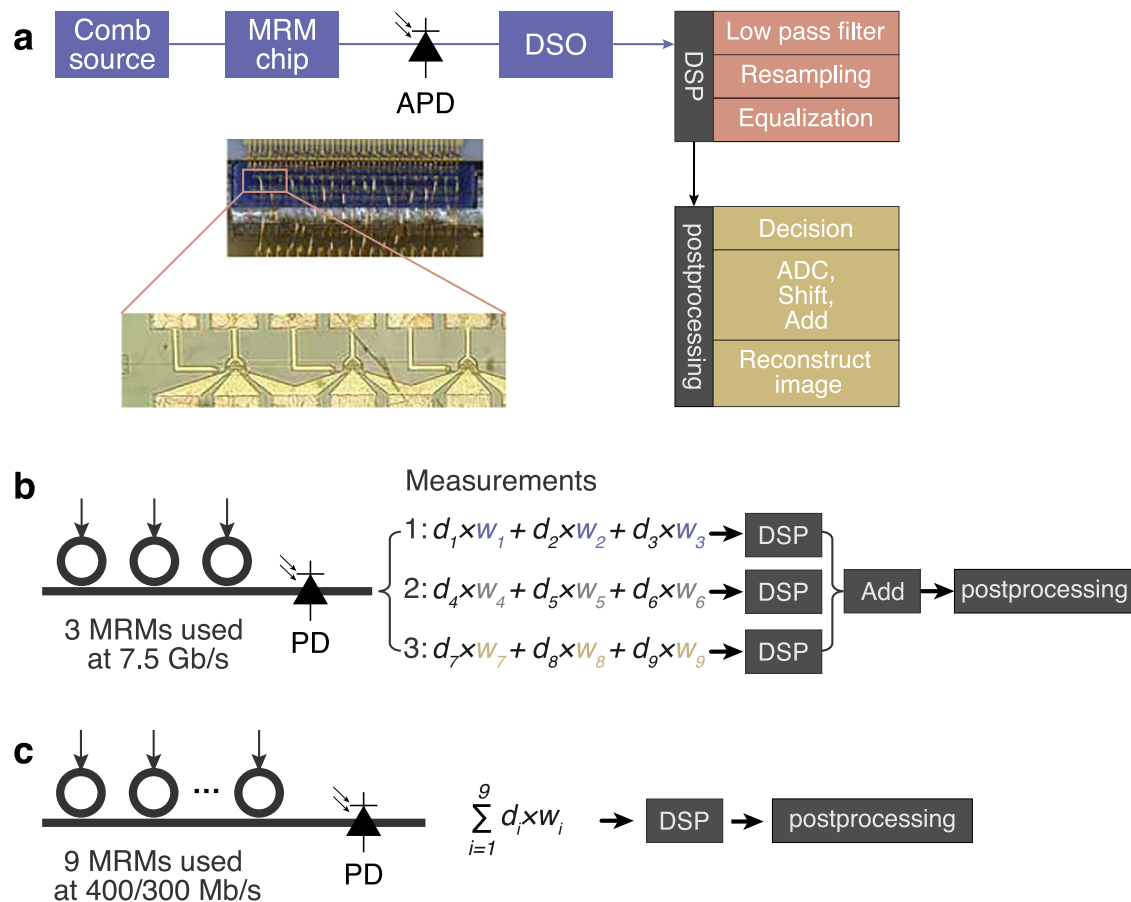 a
Comb
source
MRM
chip
APD
DSO
DSP
Low pass filter
Resampling
Equalization
postprocessing
Decision
ADC,
Shift,
Add
Reconstruct
image
b
Measurements
3 MRMs used
at 7.5 Gb/s
PD
1: d₁×w₁ + d₂×w₂ + d₃×w₃
DSP
2: d₄×w₄ + d₅×w₅ + d₆×w₆
DSP
3: d₇×w₇ + d₈×w₈ + d₉×w₉
DSP
Add
postprocessing
c
...
9 MRMs used
at 400/300 Mb/s
PD
9
∑ dᵢ×wᵢ
i=1
DSP
postprocessing